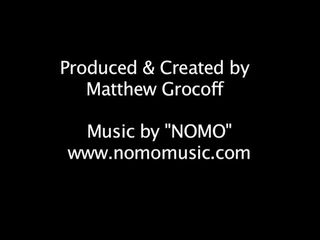 Produced & Created by
Matthew Grocoff
Music by "NOMO"
www.nomomusic.com